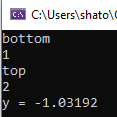 C:\Users\shato\
bottom
1
top
2
y = -1.03192